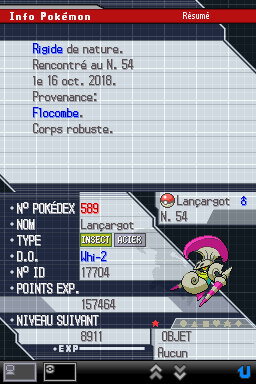 Info Pokémon
Résumé
Rigide de nature.
Rencontré au N. 54
le 16 oct. 2018.
Provenance:
Flocombe.
Corps robuste.
Nº POKÉDEX 589
Lançargot ♂
N. 54
NOM Lançargot
TYPE INSECT ACIER
D.O. Whi-2
Nº ID 17704
POINTS EXP.
157464
NIVEAU SUIVANT
8911
EXP
OBJET
Aucun